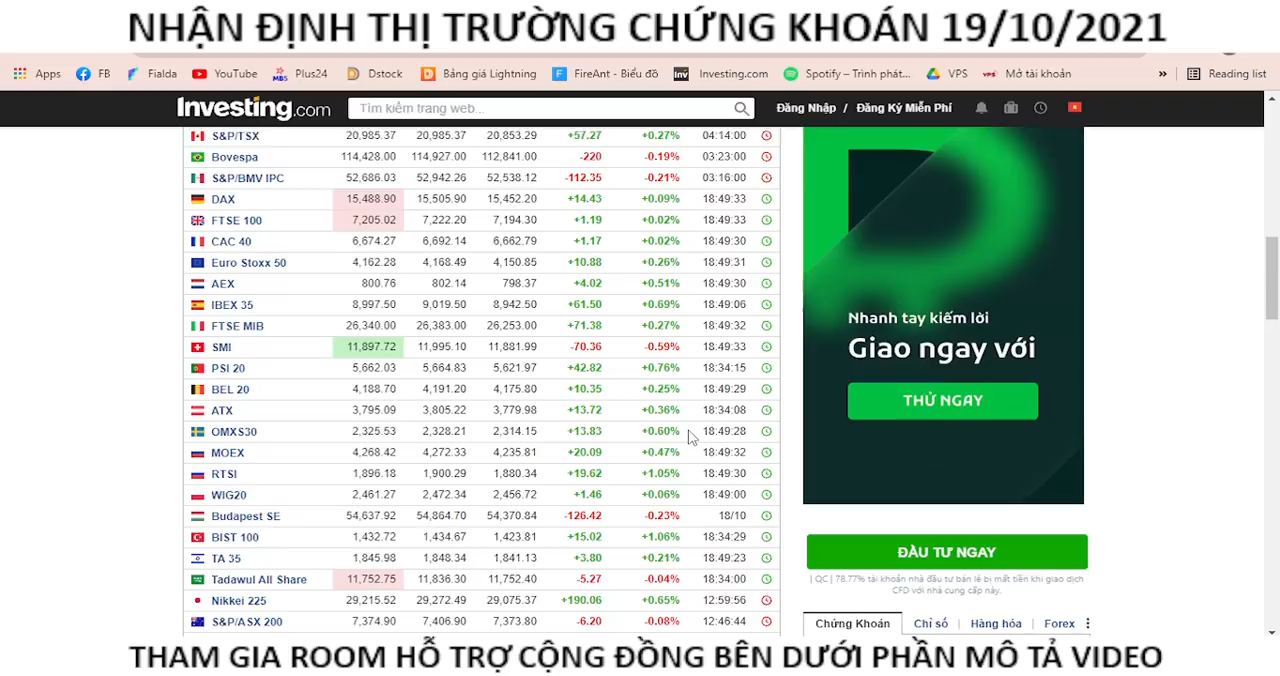 NHẬN ĐỊNH THỊ TRƯỜNG CHỨNG KHOÁN 19/10/2021
Apps FB Fialda YouTube Plus24 Dstock Bảng giá Lightning FireAnt - Biểu đồ Investing.com Spotify – Trình phát... VPS Mở tài khoản » Reading list
Investing.com Tìm kiếm trang web... Đăng Nhập / Đăng Ký Miễn Phí
S&P/TSX 20,985.37 20,985.37 20,853.29 +57.27 +0.27% 04:14:00
Bovespa 114,428.00 114,927.00 112,841.00 -220 -0.19% 03:23:00
S&P/BMV IPC 52,686.03 52,942.26 52,538.12 -112.35 -0.21% 03:16:00
DAX 15,488.90 15,505.90 15,452.20 +14.43 +0.09% 18:49:33
FTSE 100 7,205.02 7,222.20 7,194.30 +1.19 +0.02% 18:49:33
CAC 40 6,674.27 6,692.14 6,662.79 +1.17 +0.02% 18:49:30
Euro Stoxx 50 4,162.28 4,168.49 4,150.85 +10.88 +0.26% 18:49:31
AEX 800.76 802.14 798.37 +4.02 +0.51% 18:49:30
IBEX 35 8,997.50 9,019.50 8,942.50 +61.50 +0.69% 18:49:06
FTSE MIB 26,340.00 26,383.00 26,253.00 +71.38 +0.27% 18:49:32
SMI 11,897.72 11,995.10 11,881.99 -70.36 -0.59% 18:49:33
PSI 20 5,662.03 5,664.83 5,621.97 +42.82 +0.76% 18:34:15
BEL 20 4,188.70 4,191.20 4,175.80 +10.35 +0.25% 18:49:29
ATX 3,795.09 3,805.22 3,779.98 +13.72 +0.36% 18:34:08
OMXS30 2,325.53 2,328.21 2,314.15 +13.83 +0.60% 18:49:28
MOEX 4,268.42 4,272.33 4,235.81 +20.09 +0.47% 18:49:32
RTSI 1,896.18 1,900.29 1,880.34 +19.62 +1.05% 18:49:30
WIG20 2,461.27 2,472.34 2,456.72 +1.46 +0.06% 18:49:00
Budapest SE 54,637.92 54,864.70 54,370.84 -126.42 -0.23% 18/10
BIST 100 1,432.72 1,434.67 1,423.81 +15.02 +1.06% 18:34:29
TA 35 1,845.98 1,848.34 1,841.13 +3.80 +0.21% 18:49:23
Tadawul All Share 11,752.75 11,836.30 11,752.40 -5.27 -0.04% 18:34:00
Nikkei 225 29,215.52 29,272.49 29,075.37 +190.06 +0.65% 12:59:56
S&P/ASX 200 7,374.90 7,406.90 7,373.80 -6.20 -0.08% 12:46:44
Nhanh tay kiếm lời
Giao ngay với
THỬ NGAY
ĐẦU TƯ NGAY
| QC | 78.77% tài khoản nhà đầu tư bán lẻ bị mất tiền khi giao dịch
CFD với nhà cung cấp này.
Chứng Khoán Chỉ số | Hàng hóa | Forex
THAM GIA ROOM HỖ TRỢ CỘNG ĐỒNG BÊN DƯỚI PHẦN MÔ TẢ VIDEO